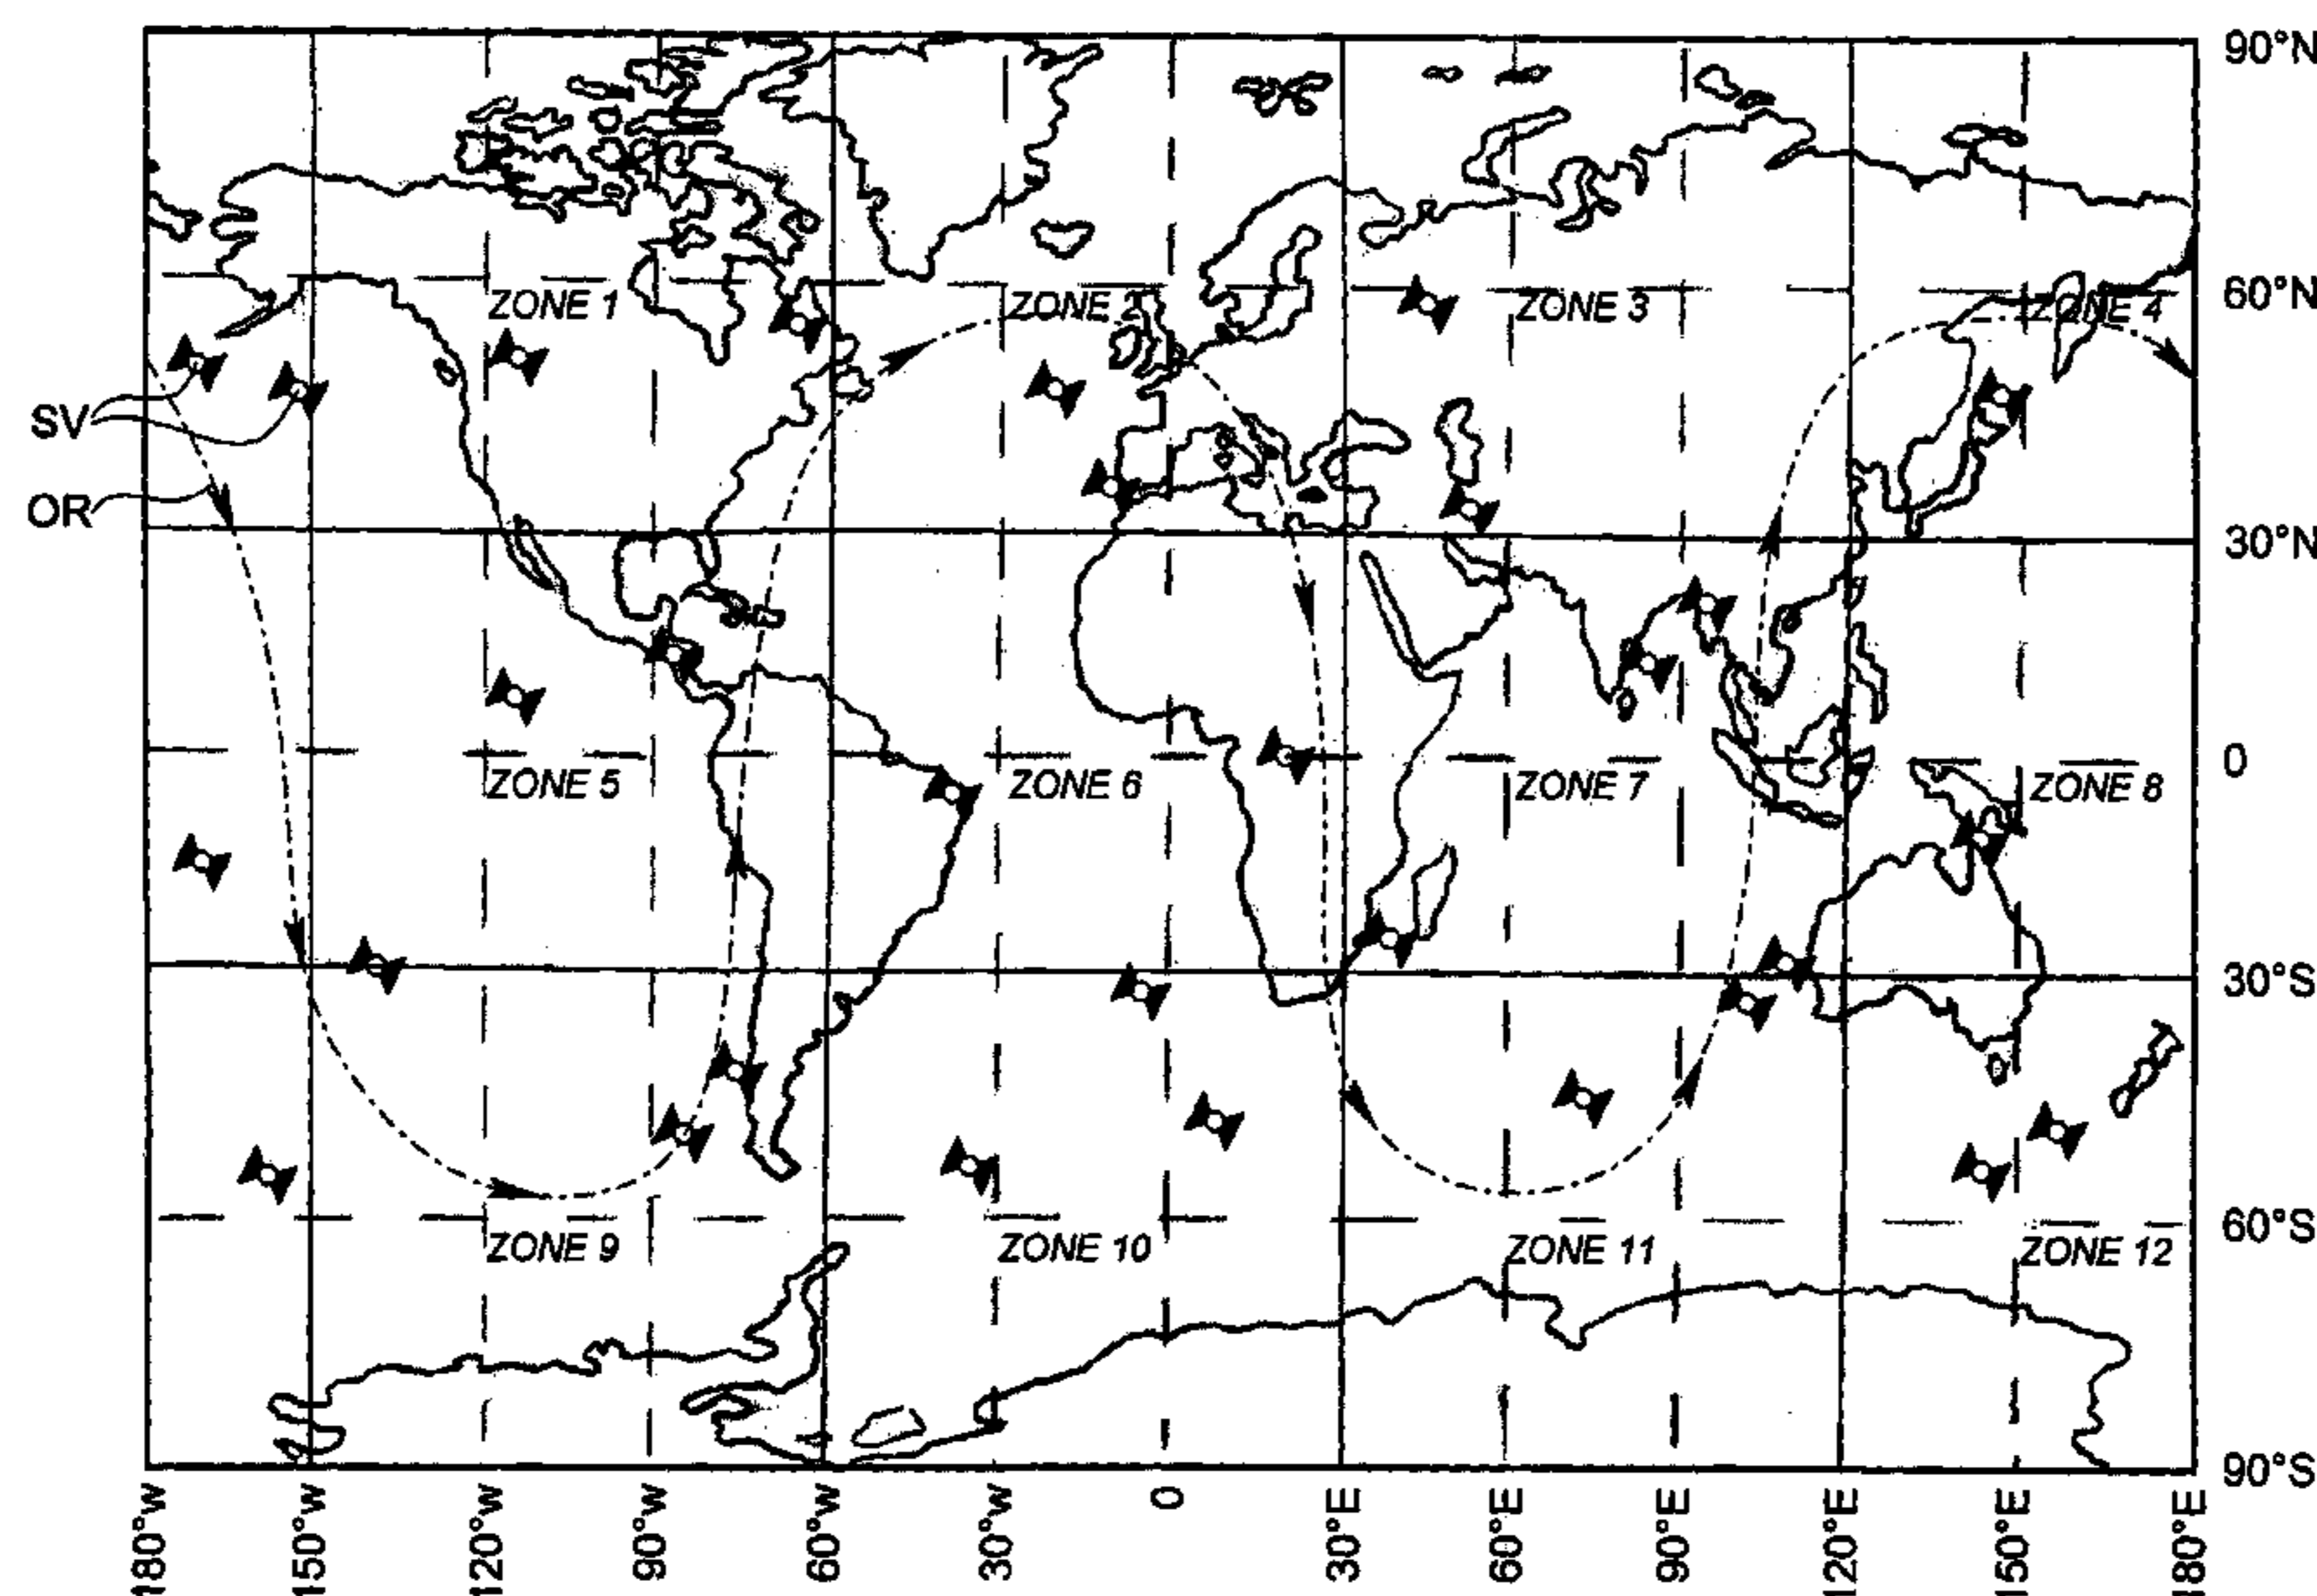 90°N
60°N
ZONE 1
ZONE 2
ZONE 3
ZONE 4
SV
OR
30°N
0
ZONE 5
ZONE 6
ZONE 7
ZONE 8
30°S
60°S
ZONE 9
ZONE 10
ZONE 11
ZONE 12
90°S
180°w
150°w
120°w
90°w
60°w
30°w
0
30°E
60°E
90°E
120°E
150°E
180°E